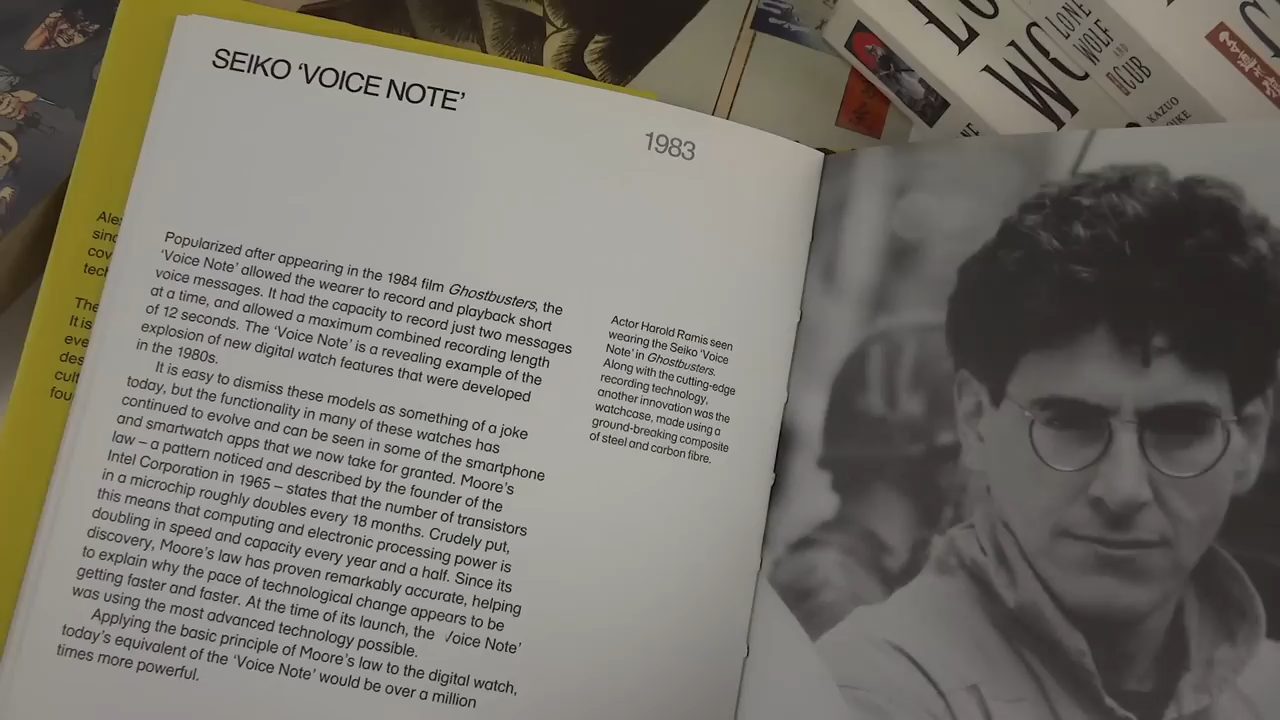 SEIKO ‘VOICE NOTE’
1983
Popularized after appearing in the 1984 film Ghostbusters, the
‘Voice Note’ allowed the wearer to record and playback short
voice messages. It had the capacity to record just two messages
at a time, and allowed a maximum combined recording length
of 12 seconds. The ‘Voice Note’ is a revealing example of the
explosion of new digital watch features that were developed
in the 1980s.
It is easy to dismiss these models as something of a joke
today, but the functionality in many of these watches has
continued to evolve and can be seen in some of the smartphone
and smartwatch apps that we now take for granted. Moore’s
law – a pattern noticed and described by the founder of the
Intel Corporation in 1965 – states that the number of transistors
in a microchip roughly doubles every 18 months. Crudely put,
this means that computing and electronic processing power is
doubling in speed and capacity every year and a half. Since its
discovery, Moore’s law has proven remarkably accurate, helping
to explain why the pace of technological change appears to be
getting faster and faster. At the time of its launch, the ‘Voice Note’
was using the most advanced technology possible.
Applying the basic principle of Moore’s law to the digital watch,
today’s equivalent of the ‘Voice Note’ would be over a million
times more powerful.
Actor Harold Ramis seen
wearing the Seiko ‘Voice
Note’ in Ghostbusters.
Along with the cutting-edge
recording technology,
another innovation was the
watchcase, made using a
ground-breaking composite
of steel and carbon fibre.
Ale
sinc
cov
tech
The
It is
eve
des
cult
fou
LO
WO
LONE
WOLF
AND
CUB
KAZUO